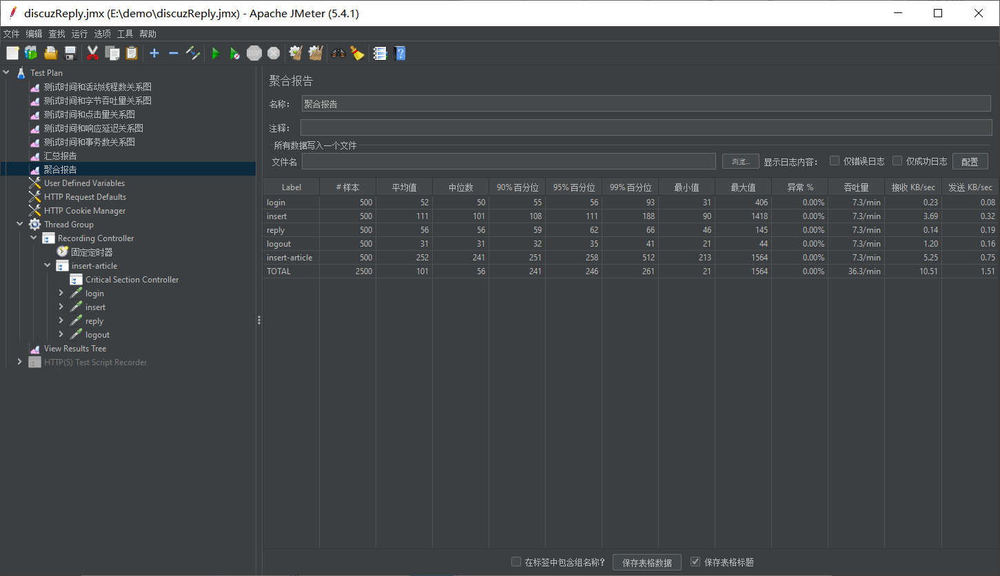 discuzReply.jmx (E:\demo\discuzReply.jmx) - Apache JMeter (5.4.1)
文件 编辑 查找 运行 选项 工具 帮助
STOP
Test Plan
测试时间和活动线程数关系图
测试时间和字节吞吐量关系图
测试时间和点击量关系图
测试时间和响应延迟关系图
测试时间和事务数关系图
汇总报告
聚合报告
User Defined Variables
HTTP Request Defaults
HTTP Cookie Manager
Thread Group
Recording Controller
固定定时器
insert-article
Critical Section Controller
login
insert
reply
logout
View Results Tree
HTTP(S) Test Script Recorder
聚合报告
名称： 聚合报告
注释：
所有数据写入一个文件
文件名 浏览... 显示日志内容： 仅错误日志 仅成功日志 配置
Label # 样本 平均值 中位数 90% 百分位 95% 百分位 99% 百分位 最小值 最大值 异常 % 吞吐量 接收 KB/sec 发送 KB/sec
login 500 52 50 55 56 93 31 406 0.00% 7.3/min 0.23 0.08
insert 500 111 101 108 111 188 90 1418 0.00% 7.3/min 3.69 0.32
reply 500 56 56 59 62 66 46 145 0.00% 7.3/min 0.14 0.19
logout 500 31 31 32 35 41 21 44 0.00% 7.3/min 1.20 0.16
insert-article 500 252 241 251 258 512 213 1564 0.00% 7.3/min 5.25 0.75
TOTAL 2500 101 56 241 246 261 21 1564 0.00% 36.3/min 10.51 1.51
在标签中包含组名称？ 保存表格数据 保存表格标题